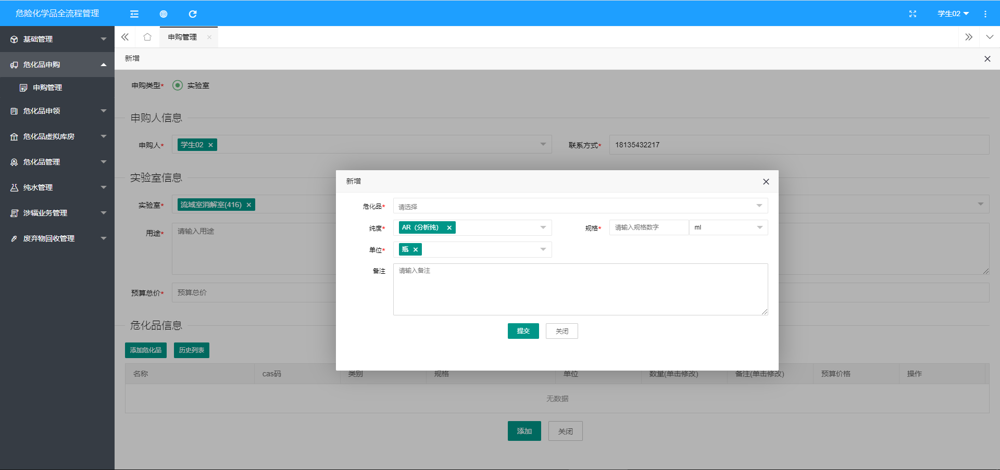 危险化学品全流程管理
学生02
基础管理
危化品申购
申购管理
危化品申领
危化品虚拟库房
危化品管理
纯水管理
涉辐业务管理
废弃物回收管理
申购管理
新增
申购类型* 实验室
申购人信息
申购人* 学生02 联系方式* 18135432217
实验室信息
实验室* 流域室消解室(416)
用途* 请输入用途
预算总价* 预算总价
危化品信息
添加危化品 历史列表
名称 cas码 类别 规格 单位 数量(单击修改) 备注(单击修改) 预算价格 操作
无数据
添加 关闭
新增
危化品* 请选择
纯度* AR（分析纯） 规格* 请输入规格数字 ml
单位* 瓶
备注 请输入备注
提交 关闭